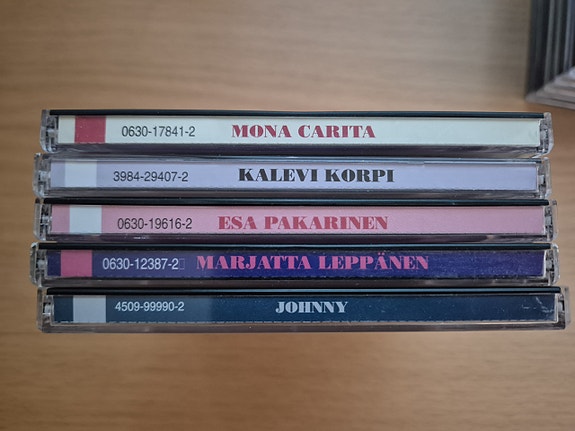 0630-17841-2 MONA CARITA
3984-29407-2 KALEVI KORPI
0630-19616-2 ESA PAKARINEN
0630-12387-2 MARJATTA LEPPÄNEN
4509-99990-2 JOHNNY